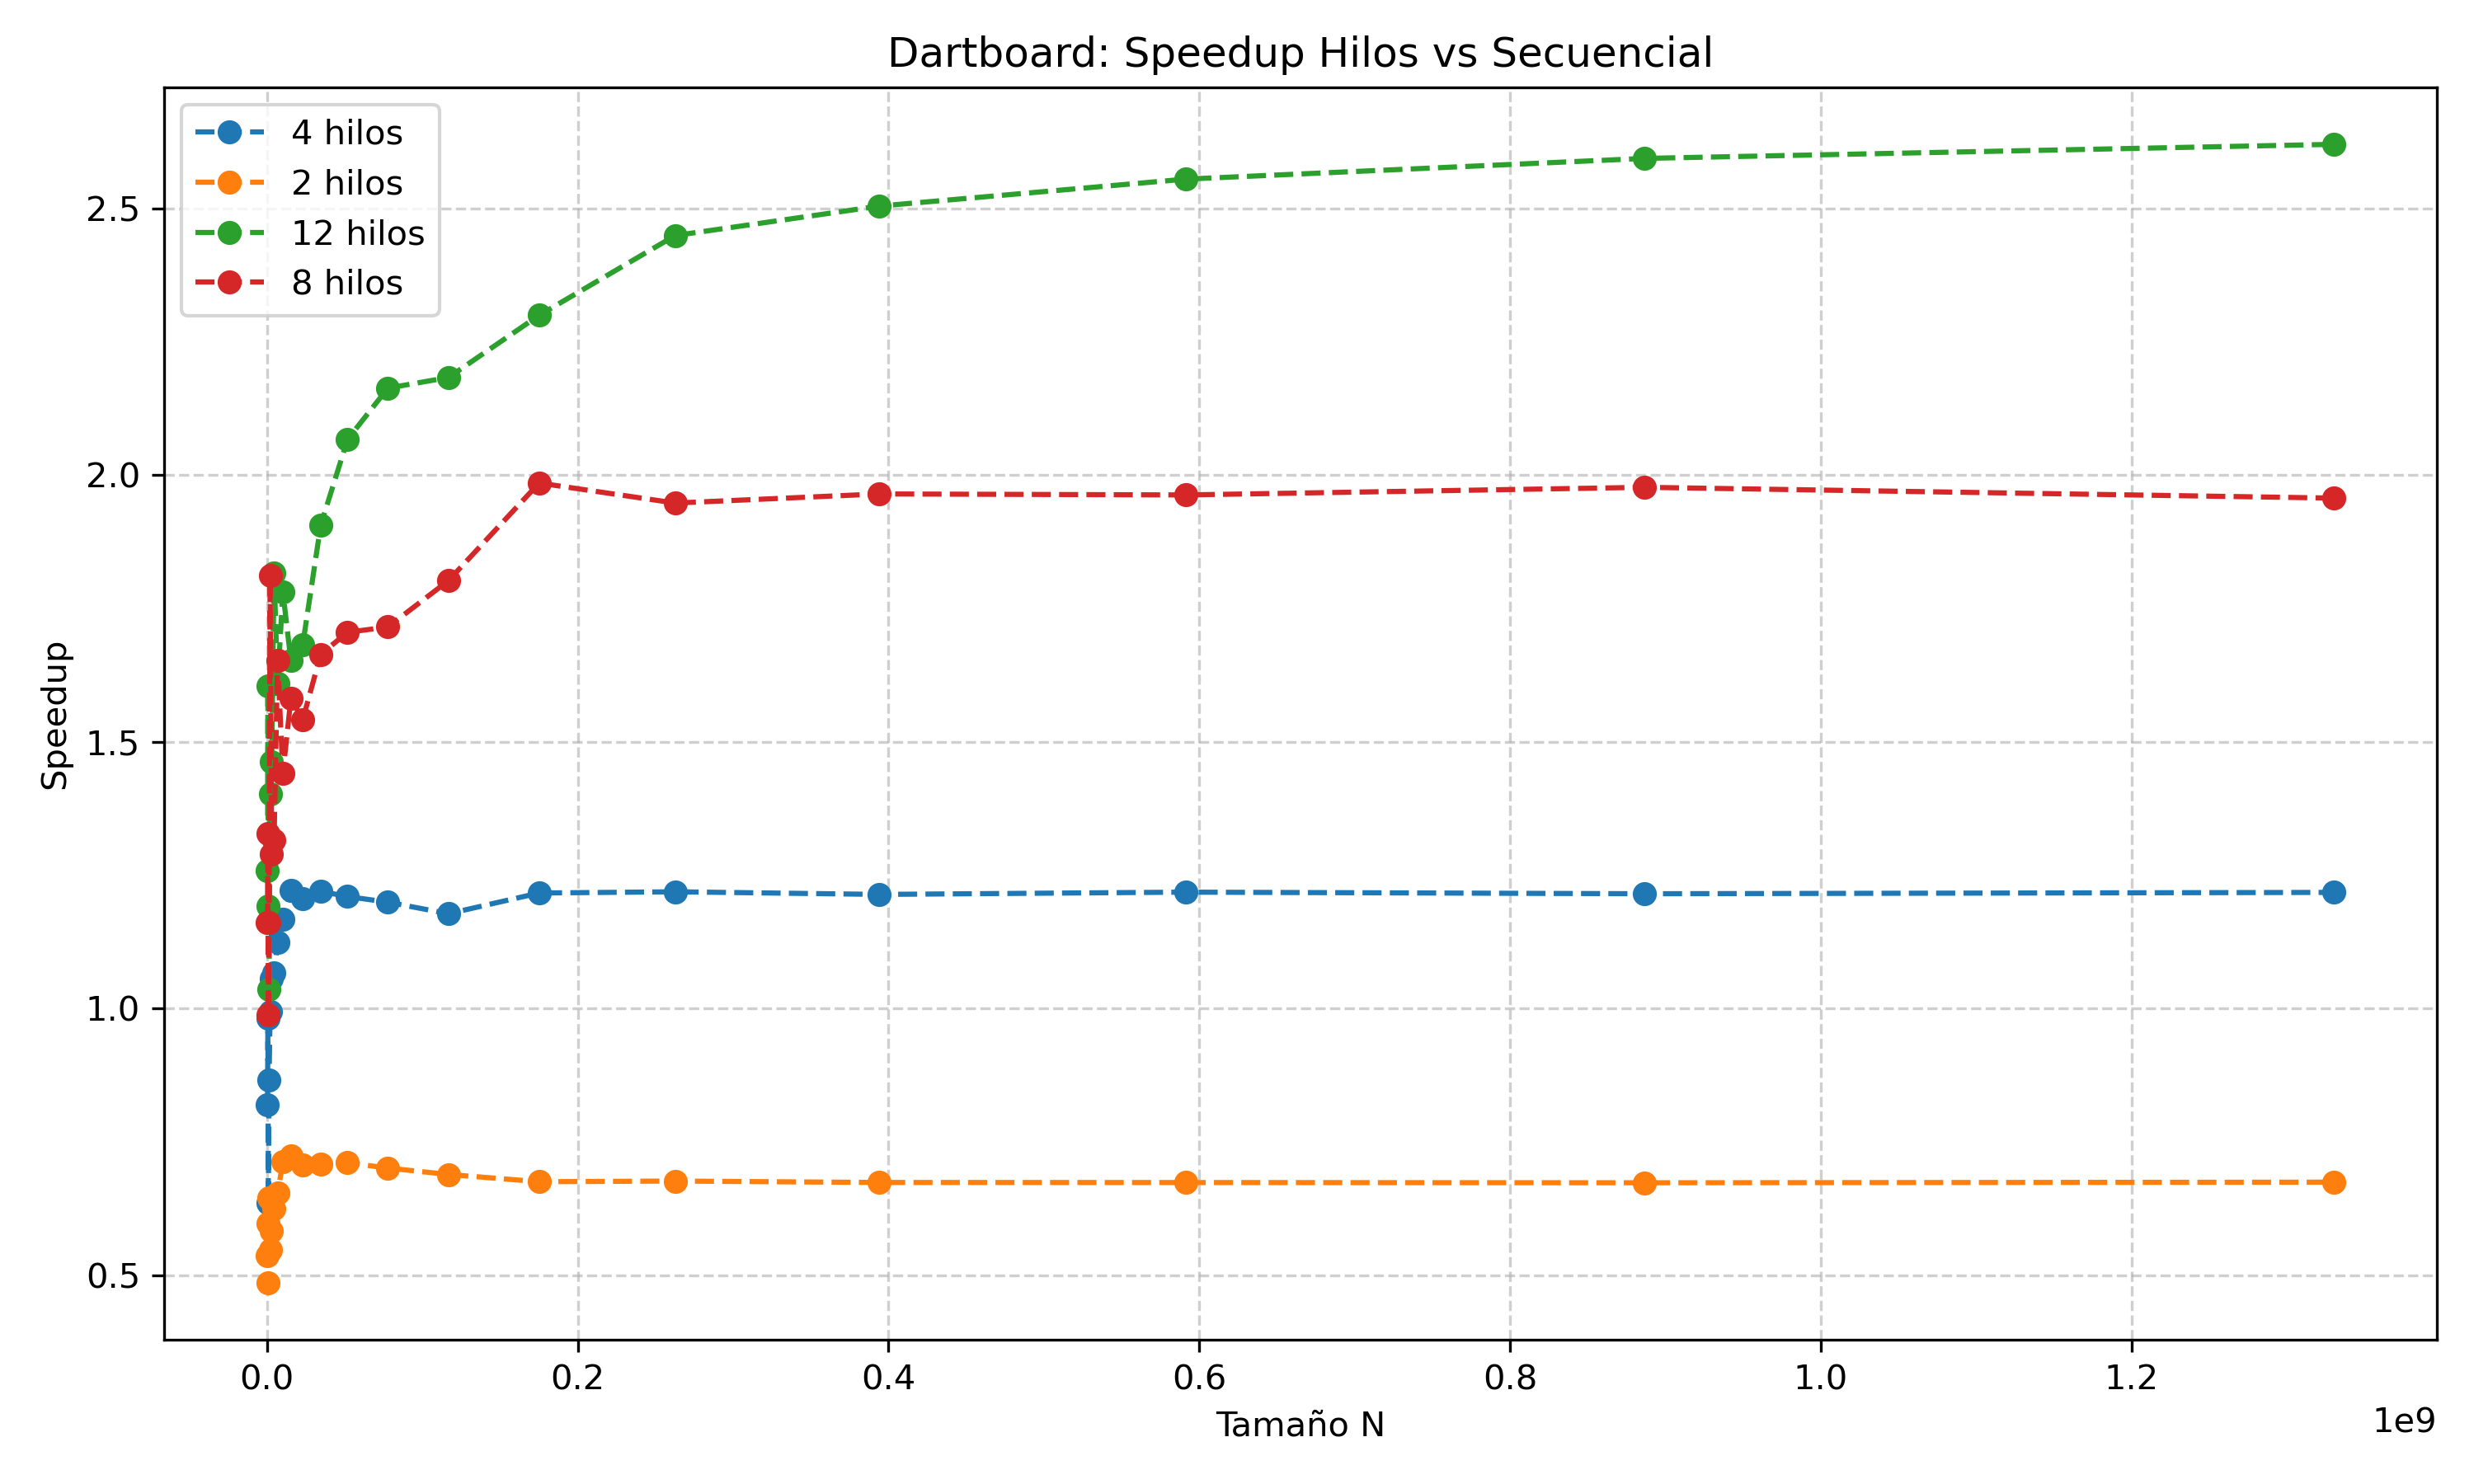 Dartboard: Speedup Hilos vs Secuencial
4 hilos
2 hilos
12 hilos
8 hilos
Speedup
2.5
2.0
1.5
1.0
0.5
0.0 0.2 0.4 0.6 0.8 1.0 1.2
1e9
Tamaño N